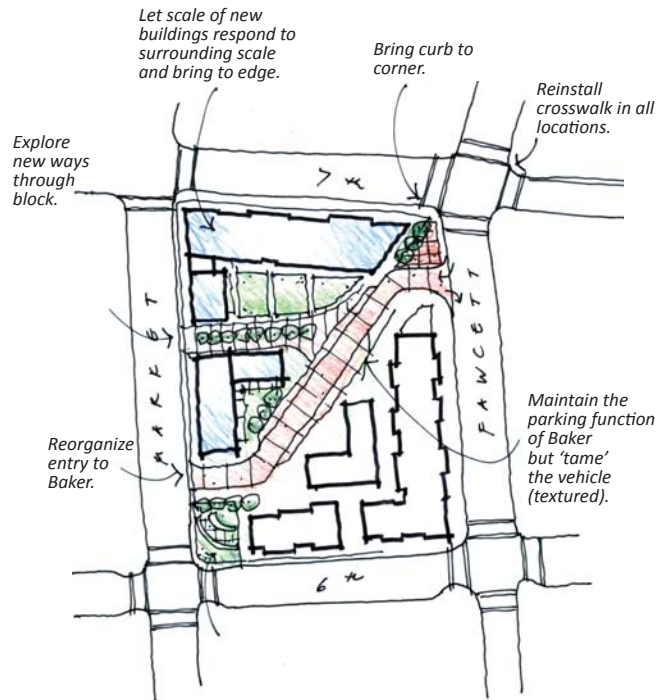 Let scale of new
buildings respond to
surrounding scale
and bring to edge.
Bring curb to
corner.
Reinstall
crosswalk in all
locations.
Explore
new ways
through
block.
7th
MARKET
FAWCETT
Maintain the
parking function
of Baker
but ‘tame’
the vehicle
(textured).
Reorganize
entry to
Baker.
6th